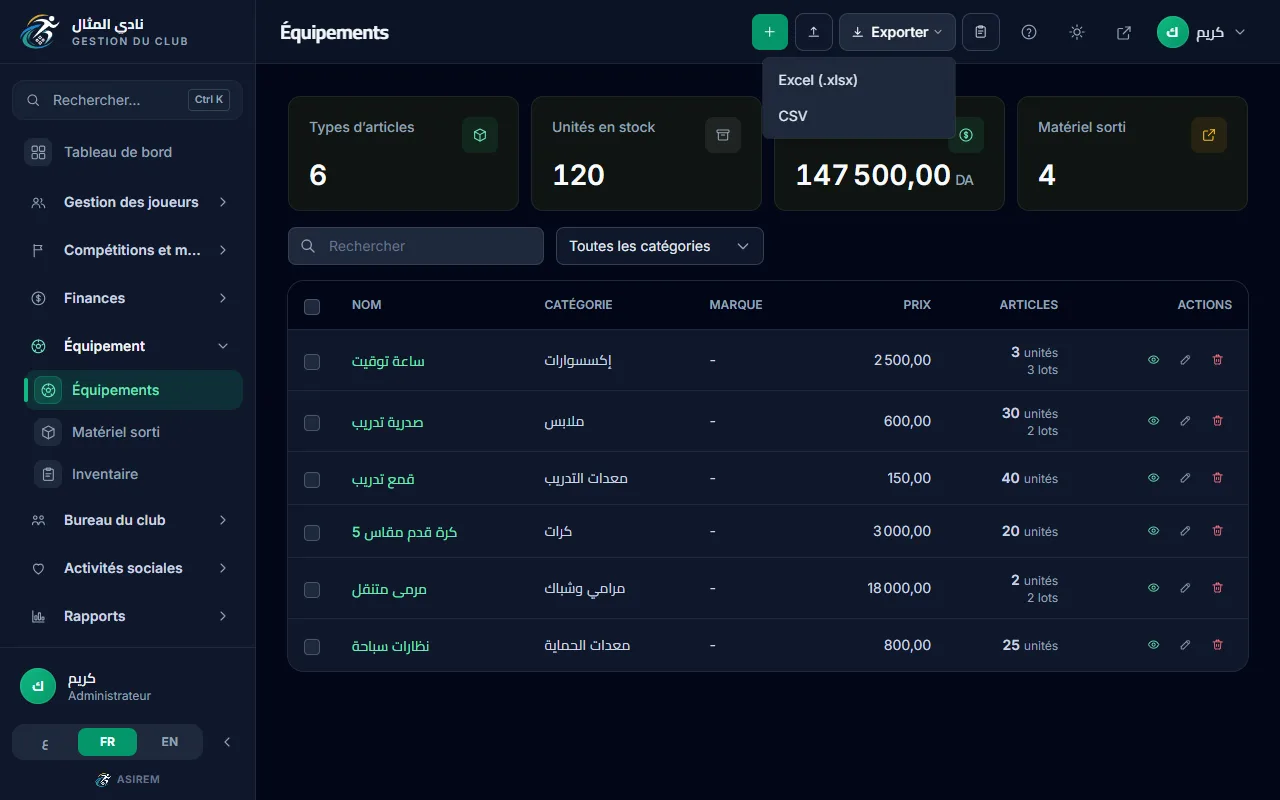 نادي المثال
GESTION DU CLUB
Rechercher...
Ctrl K
Tableau de bord
Gestion des joueurs
Compétitions et m...
Finances
Équipement
Équipements
Matériel sorti
Inventaire
Bureau du club
Activités sociales
Rapports
ك
كريم
Administrateur
ع
FR
EN
ASIREM
Équipements
Exporter
ك
كريم
Excel (.xlsx)
CSV
Types d'articles
6
Unités en stock
120
147 500,00 DA
Matériel sorti
4
Rechercher
Toutes les catégories
NOM CATÉGORIE MARQUE PRIX ARTICLES ACTIONS
ساعة توقيت إكسسوارات - 2 500,00 3 unités
3 lots
صدرية تدريب ملابس - 600,00 30 unités
2 lots
قمع تدريب معدات التدريب - 150,00 40 unités
كرة قدم مقاس 5 كرات - 3 000,00 20 unités
مرمى متنقل مرامي وشباك - 18 000,00 2 unités
2 lots
نظارات سباحة معدات الحماية - 800,00 25 unités